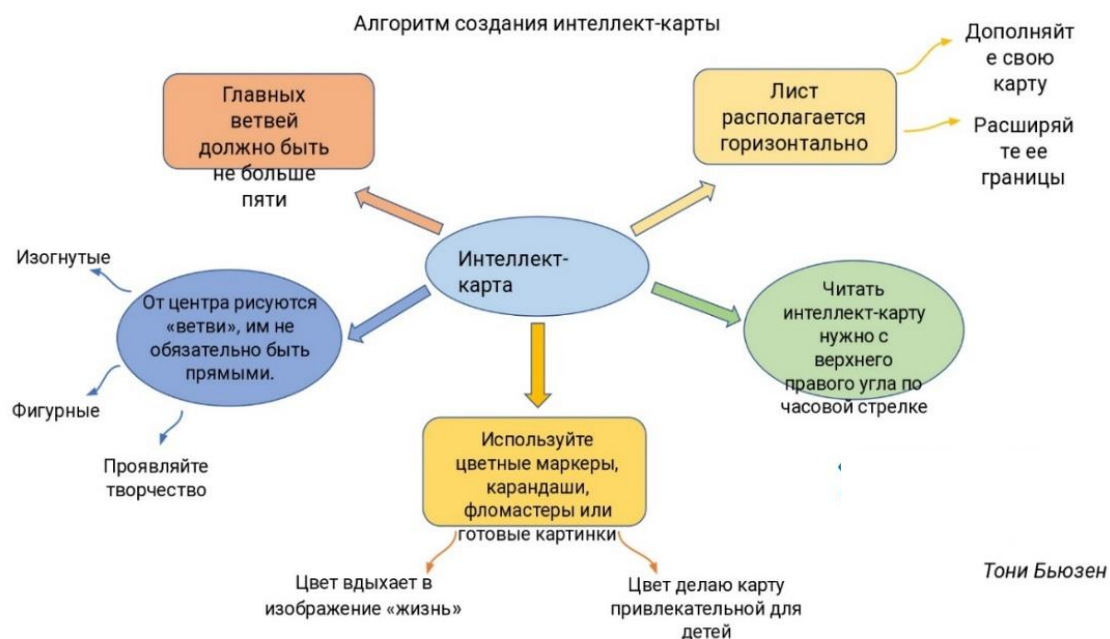 Алгоритм создания интеллект-карты
Дополняйт
е свою
карту
Расширяй
те ее
границы
Лист
располагается
горизонтально
Главных
ветвей
должно быть
не больше
пяти
Интеллект-
карта
Читать
интеллект-карту
нужно с
верхнего
правого угла по
часовой стрелке
Изогнутые
От центра рисуются
«ветви», им не
обязательно быть
прямыми.
Фигурные
Проявляйте
творчество
Используйте
цветные маркеры,
карандаши,
фломастеры или
готовые картинки
Цвет вдыхает в
изображение «жизнь»
Цвет делаю карту
привлекательной для
детей
Тони Бьюзен